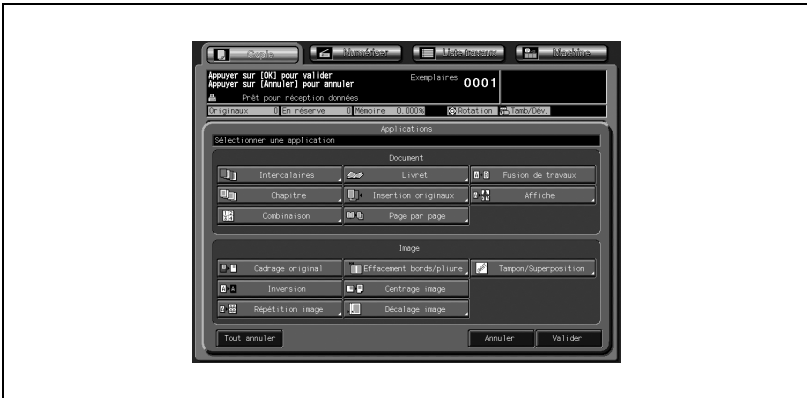 Copie Numériser Liste travaux Machine
Appuyer sur [OK] pour valider
Appuyer sur [Annuler] pour annuler
Exemplaires 0001
Prêt pour réception données
Originaux 0 En réserve 0 Mémoire 0.000% Rotation Tamb/Dév.
Applications
Sélectionner une application
Document
Intercalaires Livret Fusion de travaux
Chapitre Insertion originaux Affiche
Combinaison Page par page
Image
Cadrage original Effacement bords/pliure Tampon/Superposition
Inversion Centrage image
Répétition image Décalage image
Tout annuler Annuler Valider